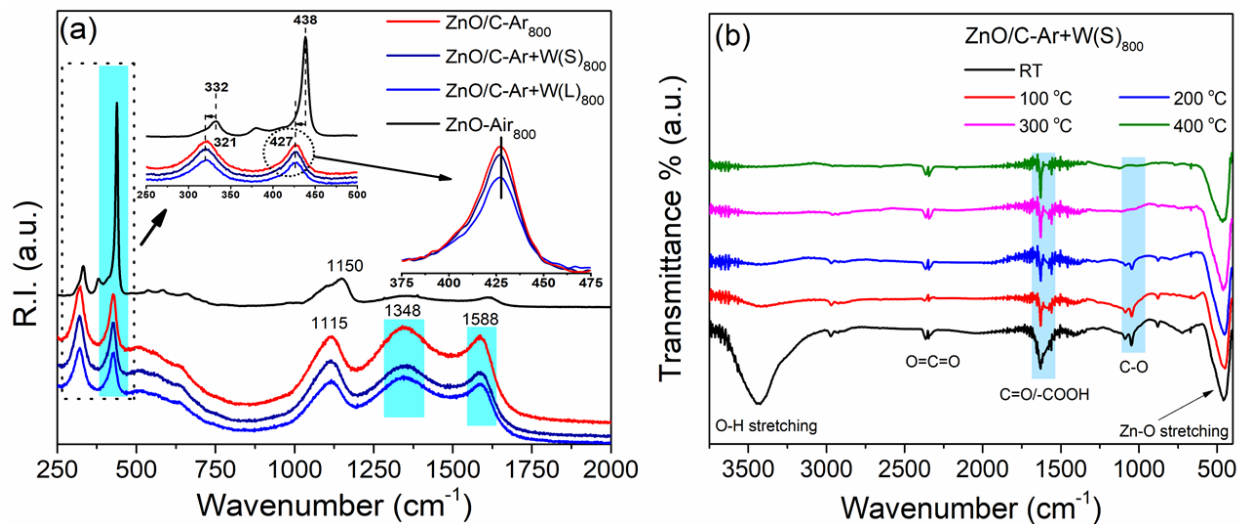 (a)
438
332
321
427
250 300 350 400 450 500 550 600
ZnO/C-Ar800
ZnO/C-Ar+W(S)800
ZnO/C-Ar+W(L)800
ZnO-Air800
375 400 425 450 475
1150
1115
1348
1588
R.I. (a.u.)
250 500 750 1000 1250 1500 1750 2000
Wavenumber (cm-1)
(b)
ZnO/C-Ar+W(S)800
RT
100 °C
200 °C
300 °C
400 °C
Transmittance % (a.u.)
O=C=O
C-O
C=O/-COOH
O-H stretching
Zn-O stretching
3750 3000 2500 2000 1500 1000 500
Wavenumber (cm-1)